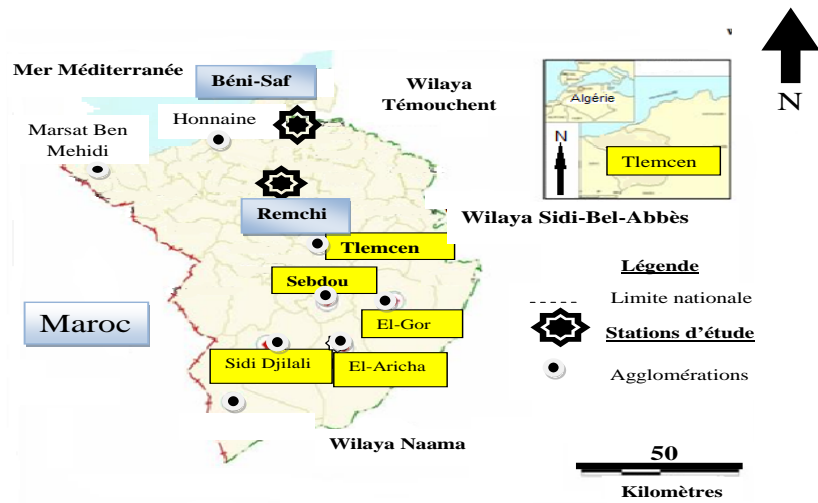 Mer Méditerranée
Béni-Saf
Wilaya
Témouchent
Honnaine
Marsat Ben
Mehidi
Remchi
Wilaya Sidi-Bel-Abbès
Tlemcen
Sebdou
El-Gor
Maroc
Sidi Djilali
El-Aricha
Wilaya Naama
Algérie
N
Tlemcen
N
Légende
Limite nationale
Stations d'étude
Agglomérations
50
Kilomètres